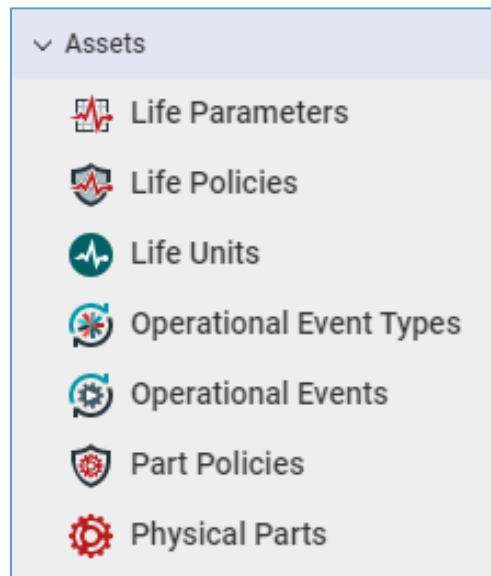 Assets
Life Parameters
Life Policies
Life Units
Operational Event Types
Operational Events
Part Policies
Physical Parts